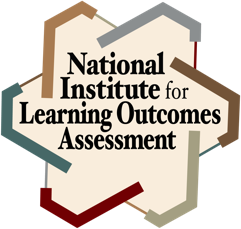 National
Institute for
Learning Outcomes
Assessment